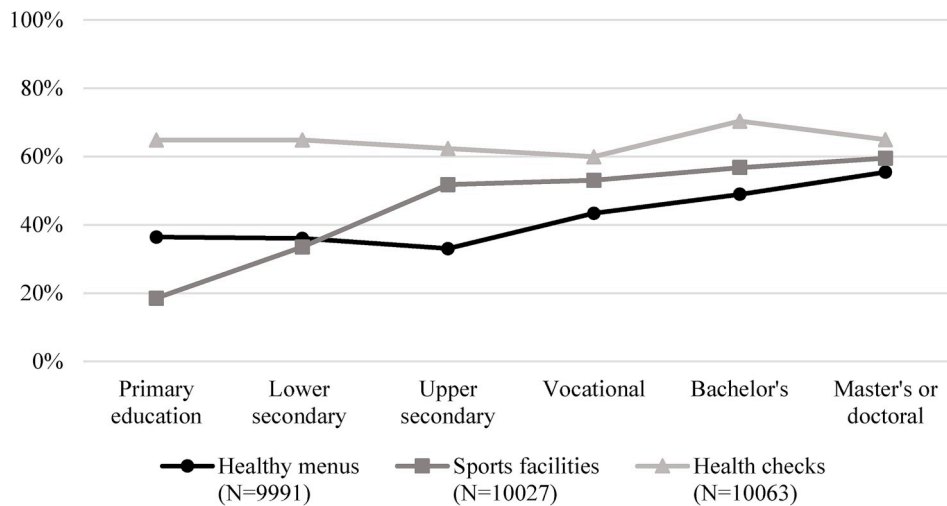 100%
80%
60%
40%
20%
0%
Primary education
Lower secondary
Upper secondary
Vocational
Bachelor's
Master's or doctoral
Healthy menus
(N=9991)
Sports facilities
(N=10027)
Health checks
(N=10063)